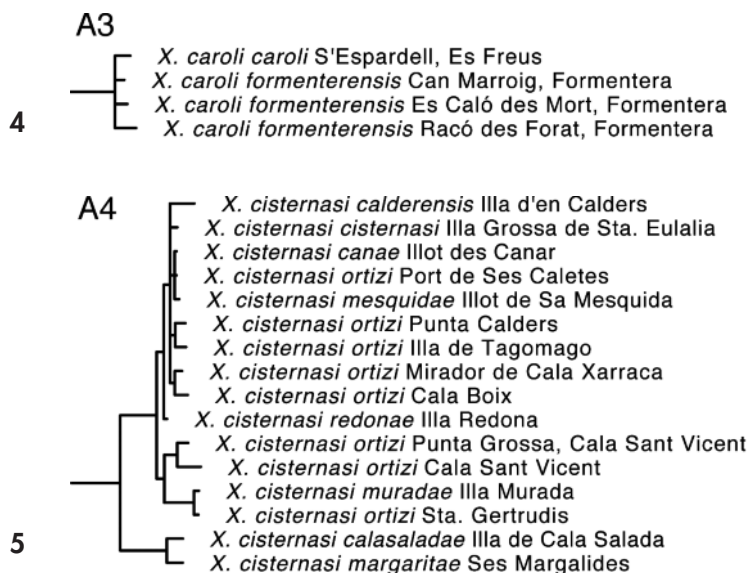 A3
X. caroli caroli S'Espardell, Es Freus
X. caroli formenterensis Can Marroig, Formentera
X. caroli formenterensis Es Caló des Mort, Formentera
4
X. caroli formenterensis Racó des Forat, Formentera
A4
X. cisternasi calderensis Illa d'en Calders
X. cisternasi cisternasi Illa Grossa de Sta. Eulalia
X. cisternasi canae Illot des Canar
X. cisternasi ortizi Port de Ses Caletes
X. cisternasi mesquidae Illot de Sa Mesquida
X. cisternasi ortizi Punta Calders
X. cisternasi ortizi Illa de Tagomago
X. cisternasi ortizi Mirador de Cala Xarraca
X. cisternasi ortizi Cala Boix
X. cisternasi redonae Illa Redona
X. cisternasi ortizi Punta Grossa, Cala Sant Vicent
X. cisternasi ortizi Cala Sant Vicent
X. cisternasi muradae Illa Murada
X. cisternasi ortizi Sta. Gertrudis
5
X. cisternasi calasaladae Illa de Cala Salada
X. cisternasi margaritae Ses Margalides